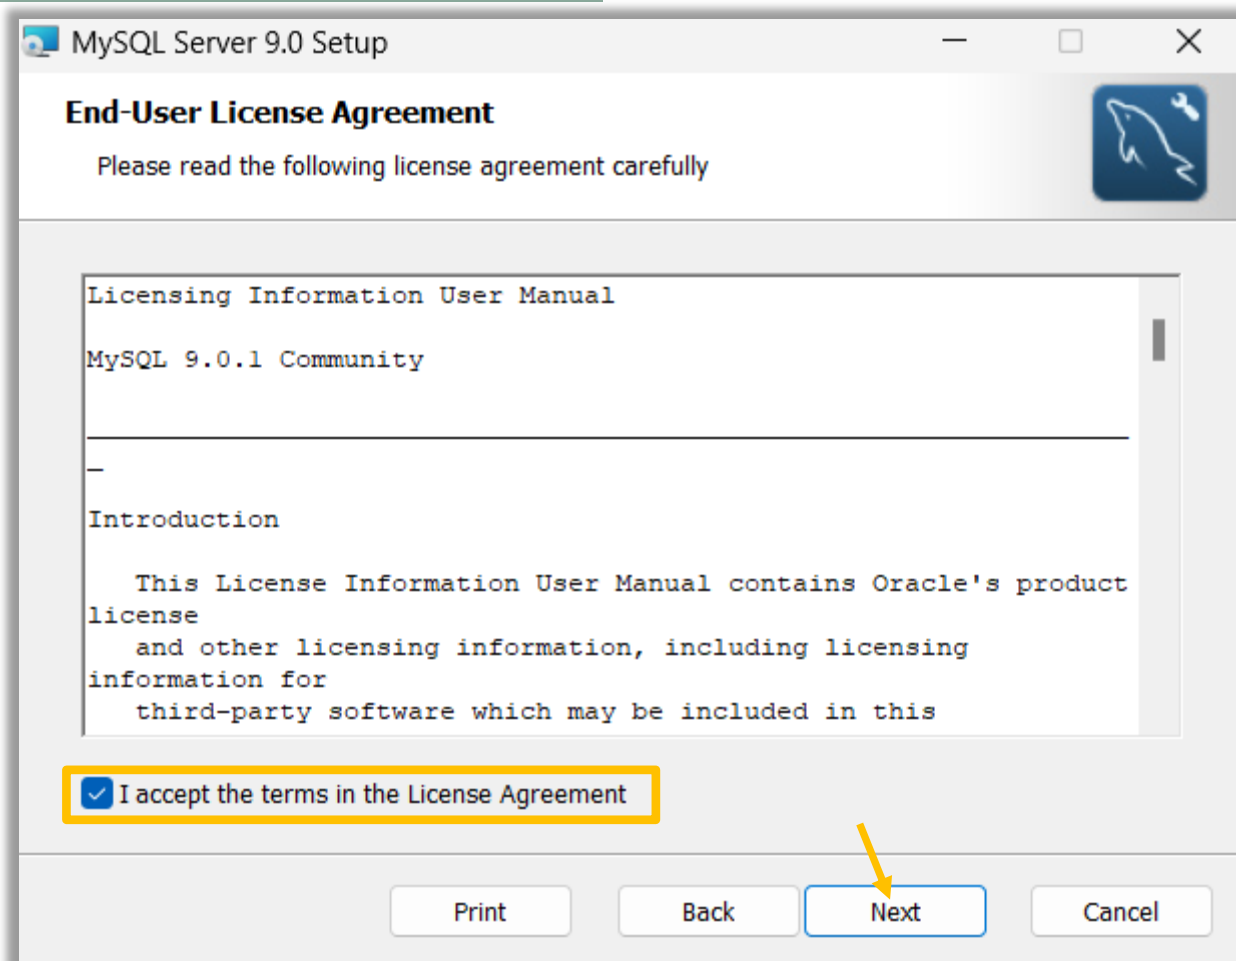 MySQL Server 9.0 Setup
End-User License Agreement
Please read the following license agreement carefully
Licensing Information User Manual
MySQL 9.0.1 Community
Introduction
This License Information User Manual contains Oracle's product
license
and other licensing information, including licensing
information for
third-party software which may be included in this
I accept the terms in the License Agreement
Print Back Next Cancel